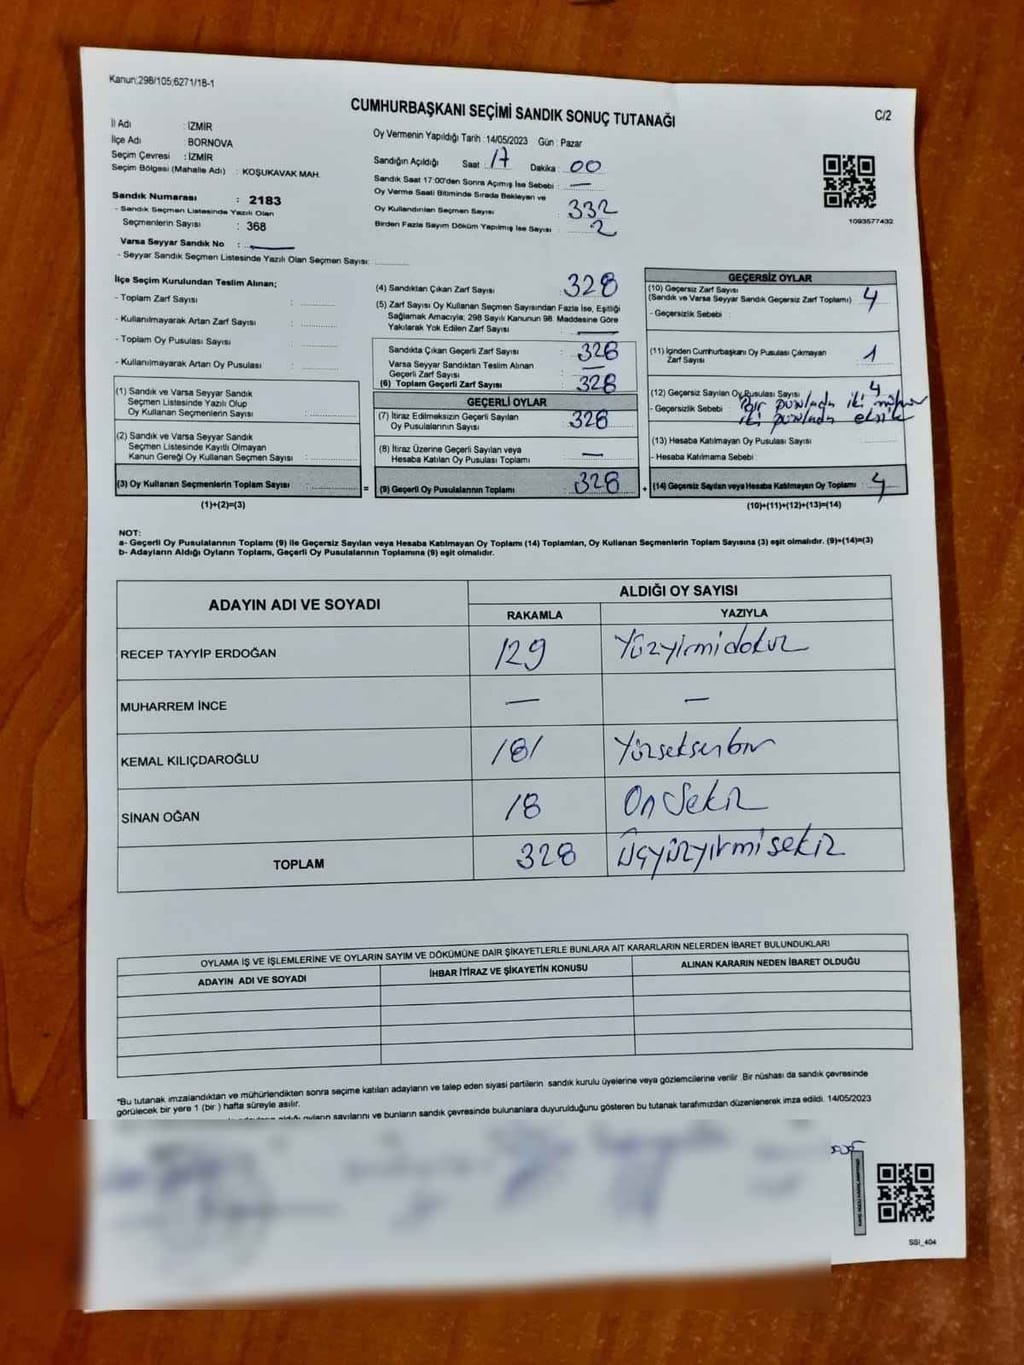 Kanun:298/105;6271/18-1
CUMHURBAŞKANI SEÇİMİ SANDIK SONUÇ TUTANAĞI
C/2
İl Adı : İZMİR
İlçe Adı : BORNOVA
Seçim Çevresi : İZMİR
Seçim Bölgesi (Mahalle Adı) : KOŞUKAVAK MAH.
Sandık Numarası : 2183
- Sandık Seçmen Listesinde Yazılı Olan
Seçmenlerin Sayısı : 368
Varsa Seyyar Sandık No :
- Seyyar Sandık Seçmen Listesinde Yazılı Olan Seçmen Sayısı:
Oy Vermenin Yapıldığı Tarih :14/05/2023 Gün : Pazar
Sandığın Açıldığı Saat : 17 Dakika : 00
Sandık Saat 17:00'den Sonra Açımış İse Sebebi : —
Oy Verme Saati Bitiminde Sırada Bekleyen ve
Oy Kullandırılan Seçmen Sayısı : 332
Birden Fazla Sayım Döküm Yapılmış İse Sayısı : 2
1093577432
İlçe Seçim Kurulundan Teslim Alınan;
- Toplam Zarf Sayısı :
- Kullanılmayarak Artan Zarf Sayısı :
- Toplam Oy Pusulası Sayısı :
- Kullanılmayarak Artan Oy Pusulası :
(1) Sandık ve Varsa Seyyar Sandık
Seçmen Listesinde Yazılı Olup
Oy Kullanan Seçmenlerin Sayısı :
(2) Sandık ve Varsa Seyyar Sandık
Seçmen Listesinde Kayıtlı Olmayan
Kanun Gereği Oy Kullanan Seçmen Sayısı :
(3) Oy Kullanan Seçmenlerin Toplam Sayısı :
(1)+(2)=(3)
=
(4) Sandıktan Çıkan Zarf Sayısı : 328
(5) Zarf Sayısı Oy Kullanan Seçmen Sayısından Fazla İse, Eşitliği
Sağlamak Amacıyla; 298 Sayılı Kanunun 98. Maddesine Göre
Yakılarak Yok Edilen Zarf Sayısı : —
Sandıkta Çıkan Geçerli Zarf Sayısı : 328
Varsa Seyyar Sandıktan Teslim Alınan
Geçerli Zarf Sayısı : —
(6) Toplam Geçerli Zarf Sayısı : 328
GEÇERLİ OYLAR
(7) İtiraz Edilmeksizin Geçerli Sayılan
Oy Pusulalarının Sayısı : 328
(8) İtiraz Üzerine Geçerli Sayılan veya
Hesaba Katılan Oy Pusulası Toplamı : —
(9) Geçerli Oy Pusulalarının Toplamı : 328
+
GEÇERSİZ OYLAR
(10) Geçersiz Zarf Sayısı
(Sandık ve Varsa Seyyar Sandık Geçersiz Zarf Toplamı) : 4
- Geçersizlik Sebebi :
(11) İçinden Cumhurbaşkanı Oy Pusulası Çıkmayan
Zarf Sayısı : 1
(12) Geçersiz Sayılan Oy Pusulası Sayısı : 4
- Geçersizlik Sebebi : Bir pusulada iki mühür
iki pusulada eksik
(13) Hesaba Katılmayan Oy Pusulası Sayısı :
- Hesaba Katılmama Sebebi :
(14) Geçersiz Sayılan veya Hesaba Katılmayan Oy Toplamı : 4
(10)+(11)+(12)+(13)=(14)
NOT:
a- Geçerli Oy Pusulalarının Toplamı (9) ile Geçersiz Sayılan veya Hesaba Katılmayan Oy Toplamı (14) Toplamları, Oy Kullanan Seçmenlerin Toplam Sayısına (3) eşit olmalıdır. (9)+(14)=(3)
b- Adayların Aldığı Oyların Toplamı, Geçerli Oy Pusulalarının Toplamına (9) eşit olmalıdır.
ADAYIN ADI VE SOYADI
ALDIĞI OY SAYISI
RAKAMLA YAZIYLA
RECEP TAYYİP ERDOĞAN 129 Yüzyirmidokuz
MUHARREM İNCE — —
KEMAL KILIÇDAROĞLU 181 Yüzseksenbir
SİNAN OĞAN 18 On Sekiz
TOPLAM 328 Üçyüzyirmisekiz
OYLAMA İŞ VE İŞLEMLERİNE VE OYLARIN SAYIM VE DÖKÜMÜNE DAİR ŞİKAYETLERLE BUNLARA AİT KARARLARIN NELERDEN İBARET BULUNDUKLARI
ADAYIN ADI VE SOYADI İHBAR İTİRAZ VE ŞİKAYETİN KONUSU ALINAN KARARIN NEDEN İBARET OLDUĞU
"Bu tutanak imzalandıktan ve mühürlendikten sonra seçime katılan adayların ve talep eden siyasi partilerin sandık kurulu üyelerine veya gözlemcilerine verilir. Bir nüshası da sandık çevresinde
görülecek bir yere 1 (bir ) hafta süreyle asılır.
aldığı oyların sayılarını ve bunların sandık çevresinde bulunanlara duyurulduğunu gösteren bu tutanak tarafımızdan düzenlenerek imza edildi. 14/05/2023
SSI_404